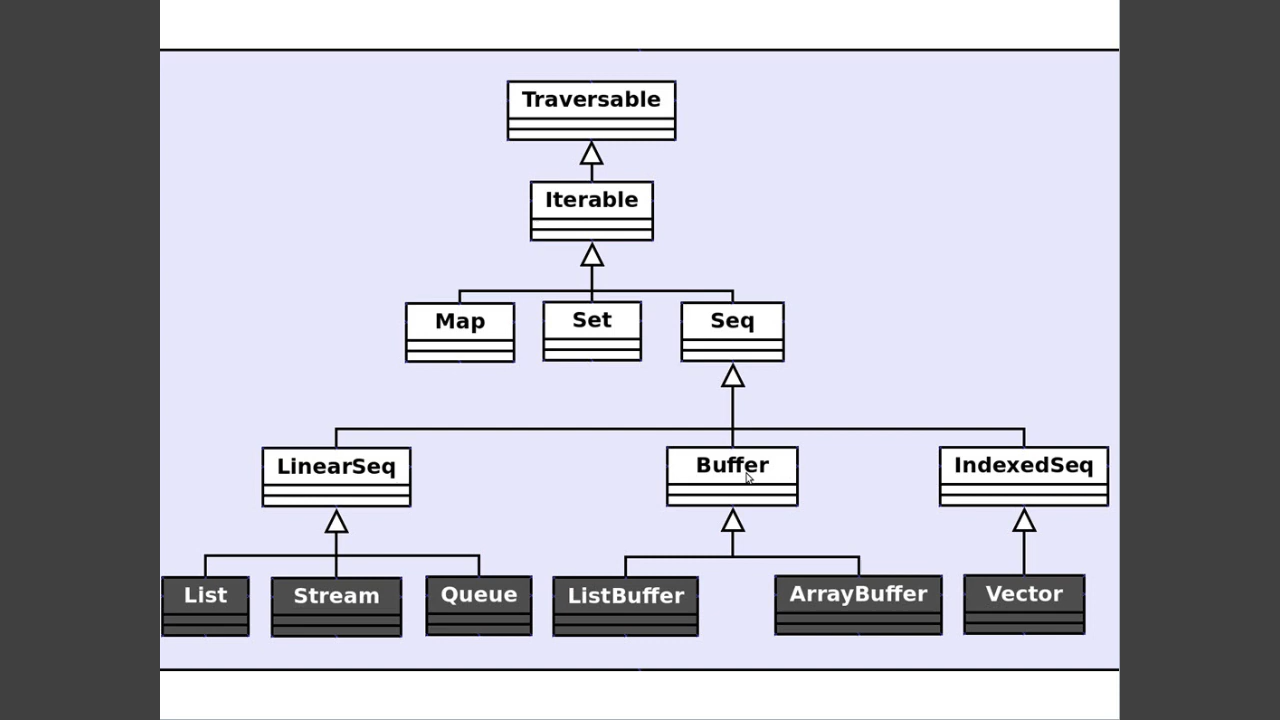 Traversable
Iterable
Map Set Seq
LinearSeq Buffer IndexedSeq
List Stream Queue ListBuffer ArrayBuffer Vector